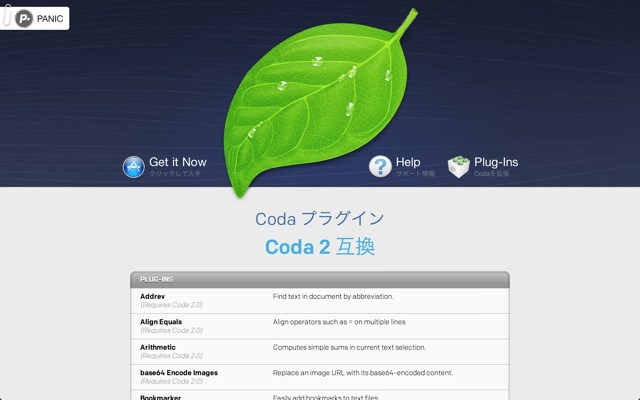 PANIC
Get it Now
クリックして入手
Help
サポート情報
Plug-Ins
Codaを拡張
Coda プラグイン
Coda 2 互換
PLUG-INS
Addrev
Find text in document by abbreviation.
(Requires Coda 2.0)
Align Equals
Align operators such as = on multiple lines
(Requires Coda 2.0)
Arithmetic
Computes simple sums in current text selection.
(Requires Coda 2.0)
base64 Encode Images
Replace an image URL with its base64-encoded content.
(Requires Coda 2.0)
Bookmarker
Easily add bookmarks to text files